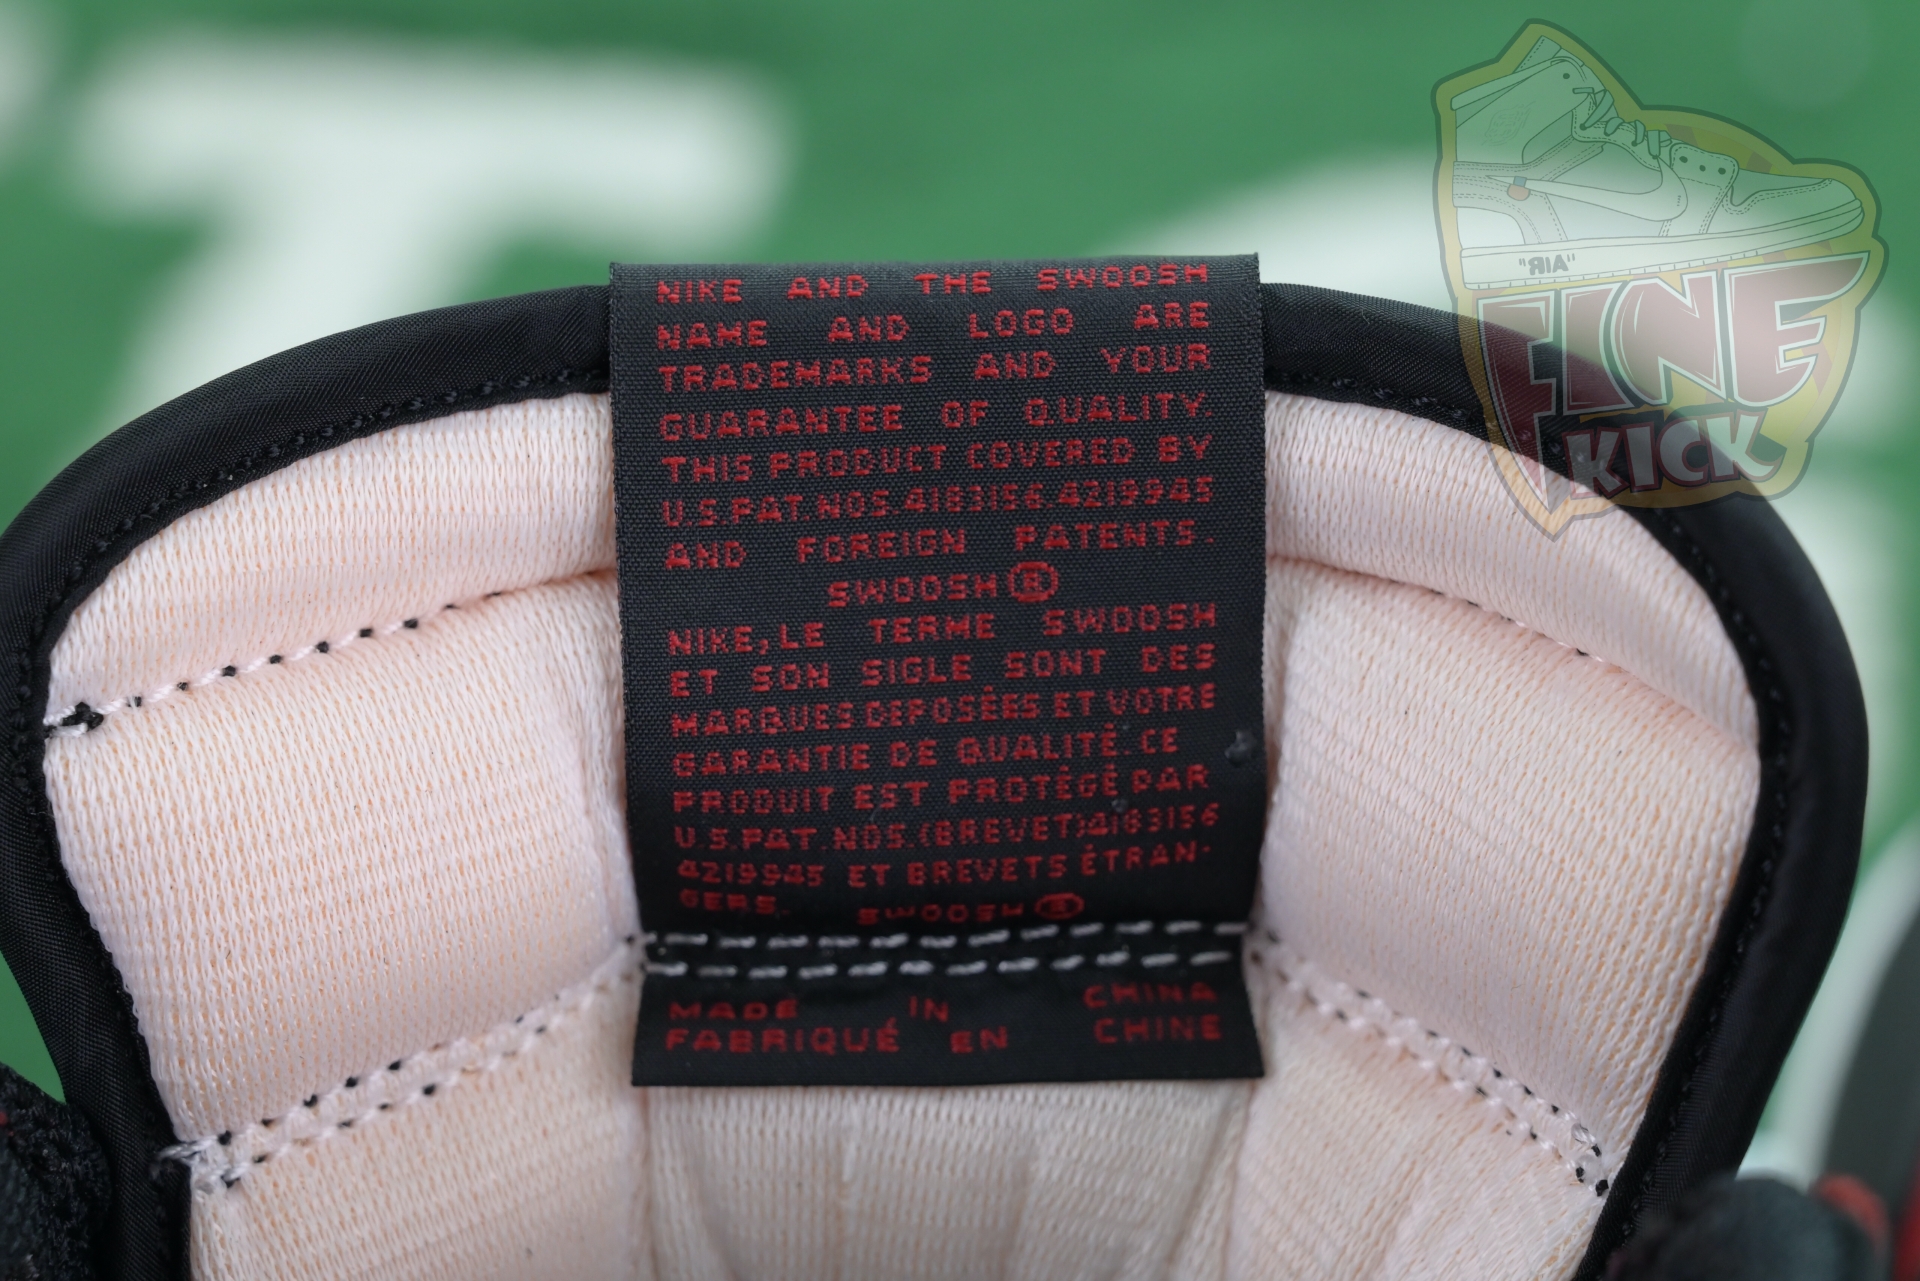 NIKE AND THE SWOOSH
NAME AND LOGO ARE
TRADEMARKS AND YOUR
GUARANTEE OF QUALITY.
THIS PRODUCT COVERED BY
U.S.PAT.NOS.4183156.4219945
AND FOREIGN PATENTS.
SWOOSH®
NIKE,LE TERME SWOOSH
ET SON SIGLE SONT DES
MARQUES DEPOSÈES ET VOTRE
GARANTIE DE QUALITÉ.CE
PRODUIT EST PROTÉGÉ PAR
U.S.PAT.NOS.(BREVET)4183156
4219945 ET BREVETS ÉTRAN-
GERS. SWOOSH®
MADE IN CHINA
FABRIQUÉ EN CHINE
"AIR"
FINE
KICK